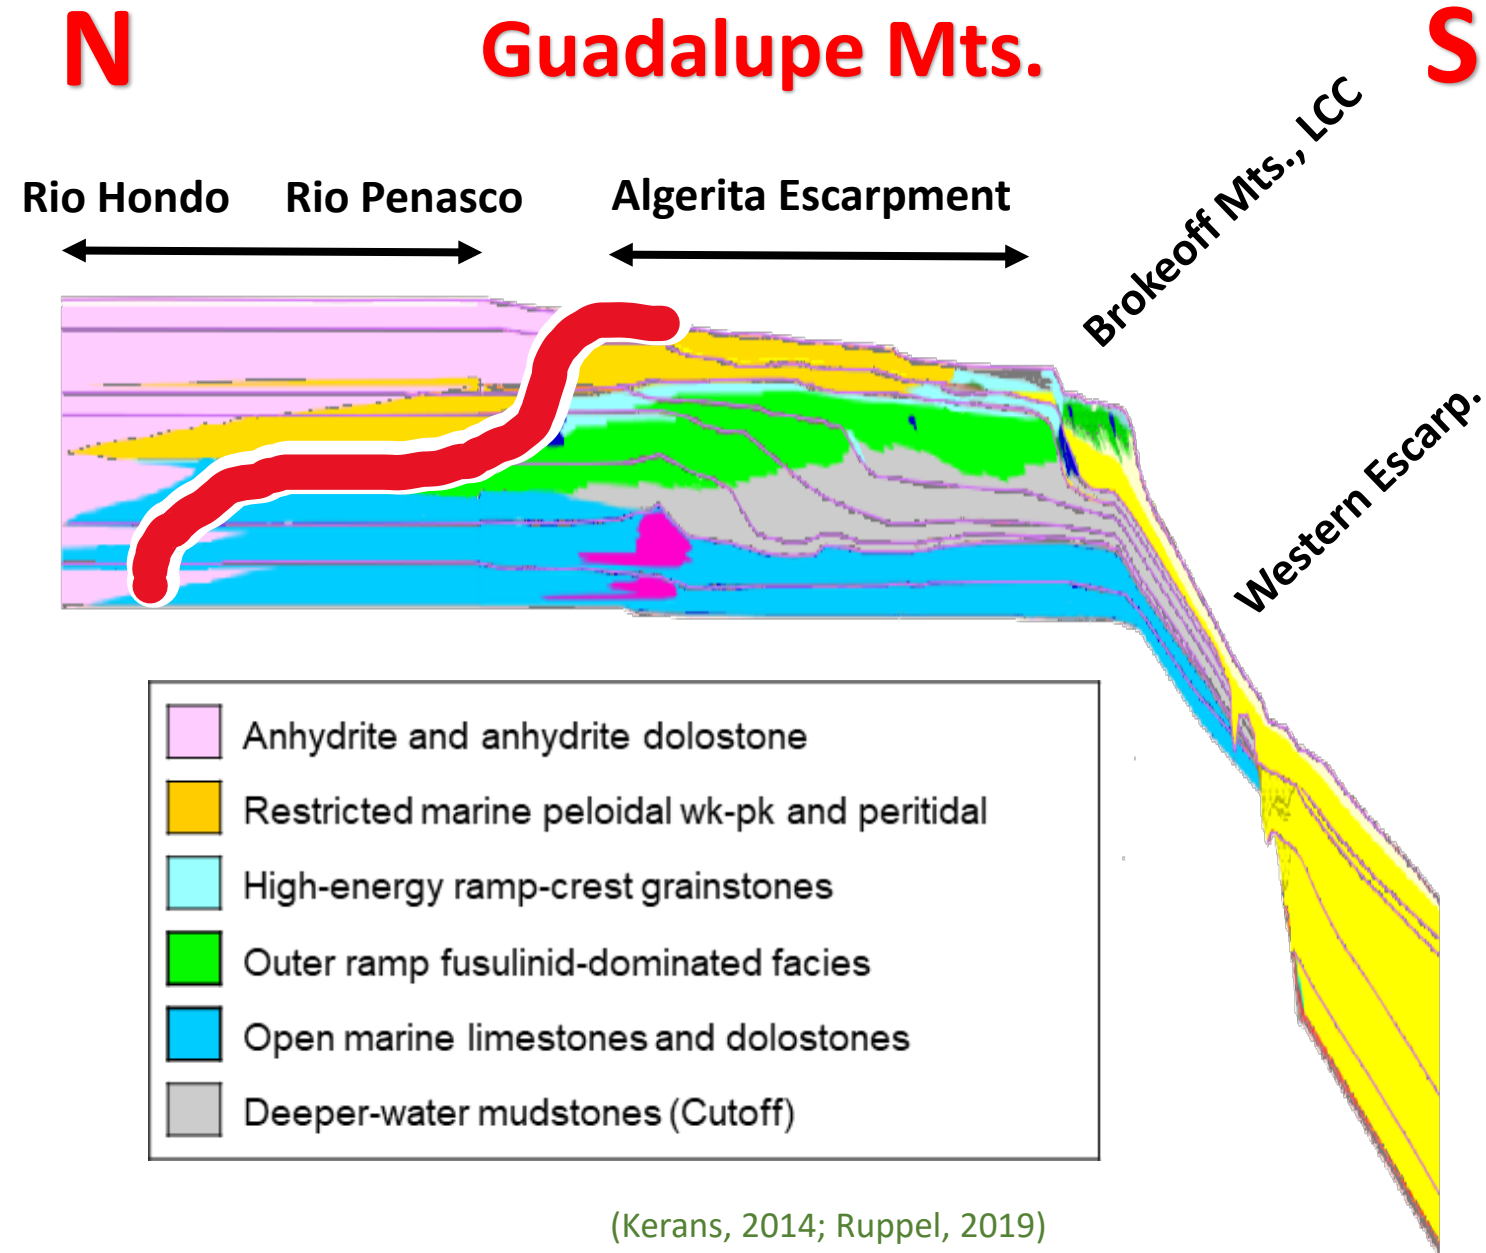 N
Guadalupe Mts.
S
Rio Hondo
Rio Penasco
Algerita Escarpment
Brokeoff Mts., LCC
Western Escarp.
Anhydrite and anhydrite dolostone
Restricted marine peloidal wk-pk and peritidal
High-energy ramp-crest grainstones
Outer ramp fusulinid-dominated facies
Open marine limestones and dolostones
Deeper-water mudstones (Cutoff)
(Kerans, 2014; Ruppel, 2019)